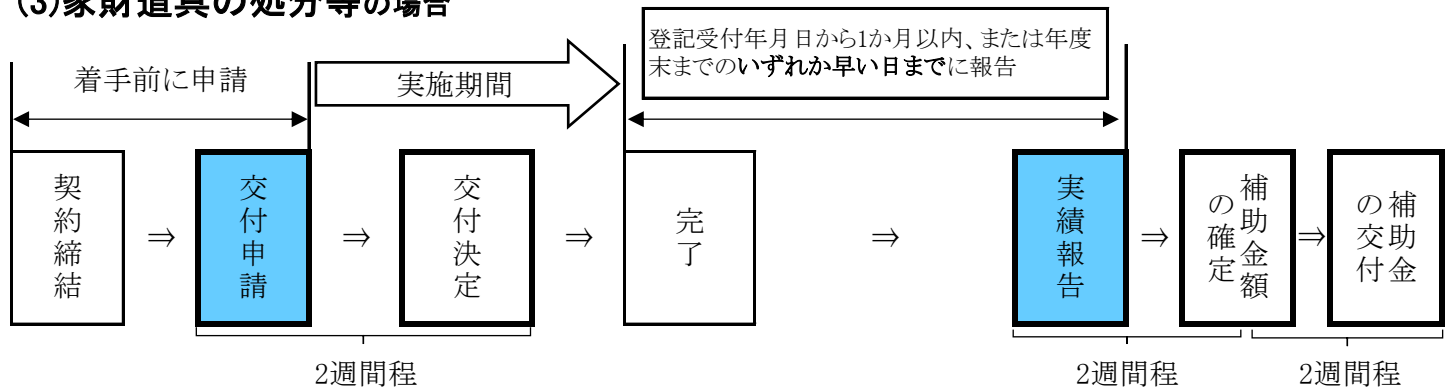 (3)家財道具の処分等の場合
登記受付年月日から1か月以内、または年度
末までのいずれか早い日までに報告
着手前に申請
実施期間
契約締結
⇒
交付申請
⇒
交付決定
⇒
完了
⇒
実績報告
⇒
補助金額
の確定
⇒
補助金
の交付
2週間程
2週間程
2週間程